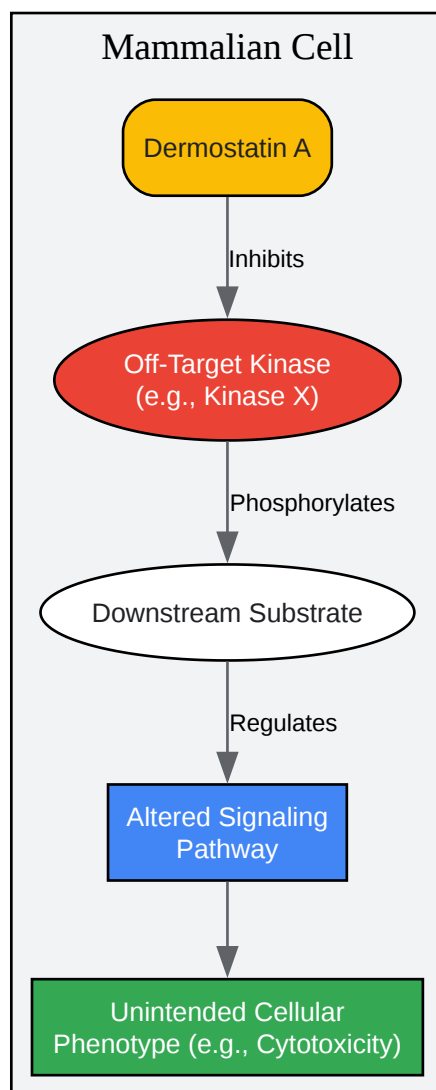 Mammalian Cell
Dermostatin A
Inhibits
Off-Target Kinase
(e.g., Kinase X)
Phosphorylates
Downstream Substrate
Regulates
Altered Signaling
Pathway
Unintended Cellular
Phenotype (e.g., Cytotoxicity)